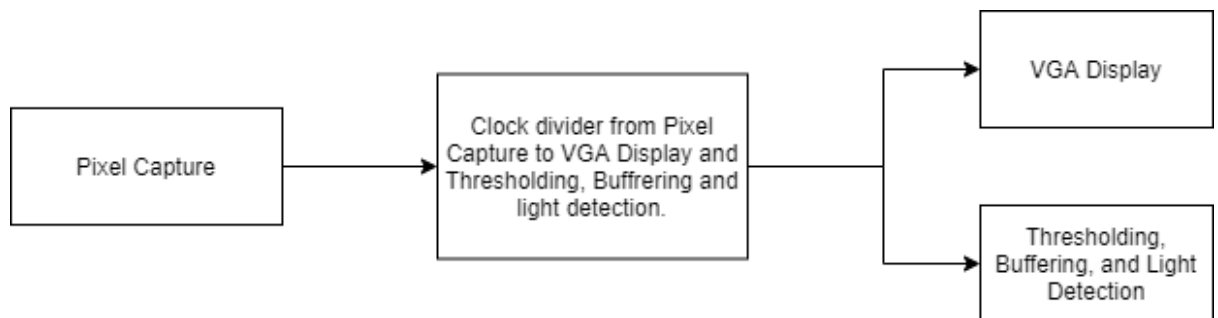 Pixel Capture
Clock divider from Pixel
Capture to VGA Display and
Thresholding, Buffrering and
light detection.
VGA Display
Thresholding,
Buffering, and Light
Detection